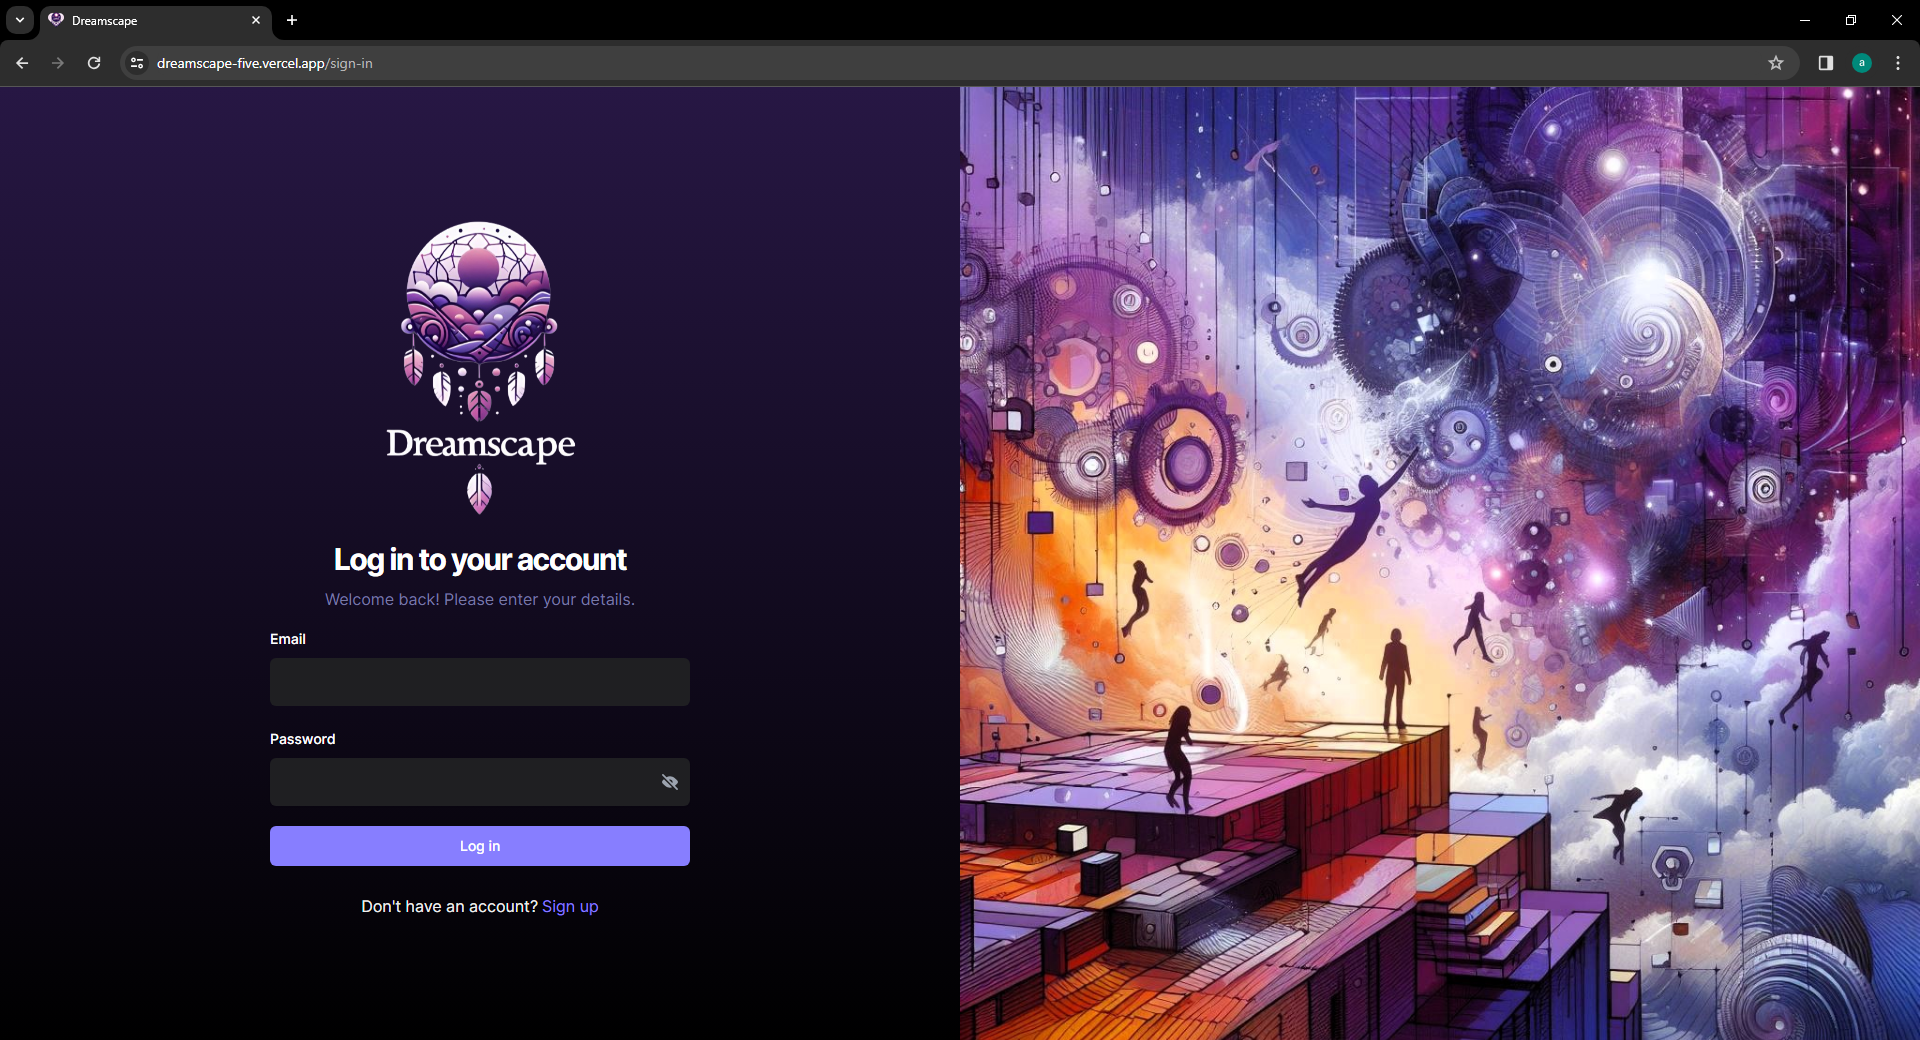 Dreamscape
dreamscape-five.vercel.app/sign-in
a
Dreamscape
Log in to your account
Welcome back! Please enter your details.
Email
Password
Log in
Don't have an account? Sign up